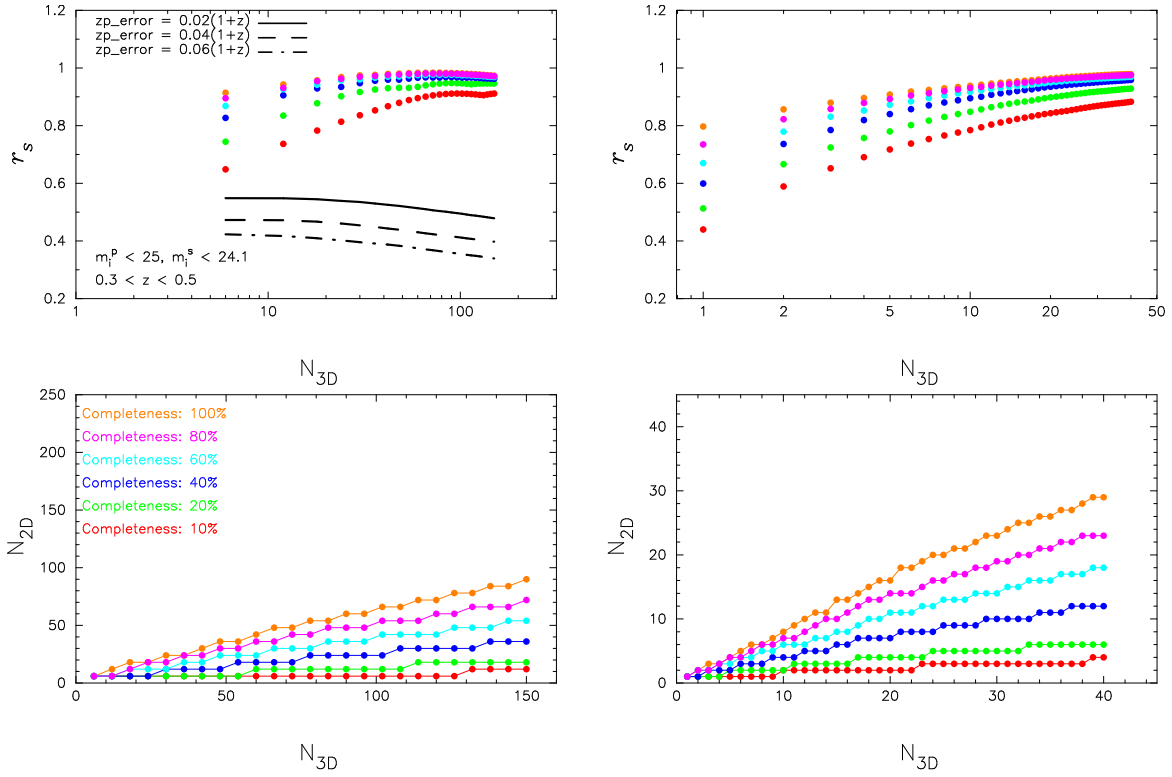 zp_error = 0.02(1+z)
zp_error = 0.04(1+z)
zp_error = 0.06(1+z)
m_i^p < 25, m_i^s < 24.1
0.3 < z < 0.5
r_s
1.2
1
0.8
0.6
0.4
0.2
1 10 100
N_3D
r_s
1.2
1
0.8
0.6
0.4
0.2
1 2 5 10 20 50
N_3D
Completeness: 100%
Completeness: 80%
Completeness: 60%
Completeness: 40%
Completeness: 20%
Completeness: 10%
N_2D
250
200
150
100
50
0
0 50 100 150
N_3D
N_2D
40
30
20
10
0
0 10 20 30 40
N_3D